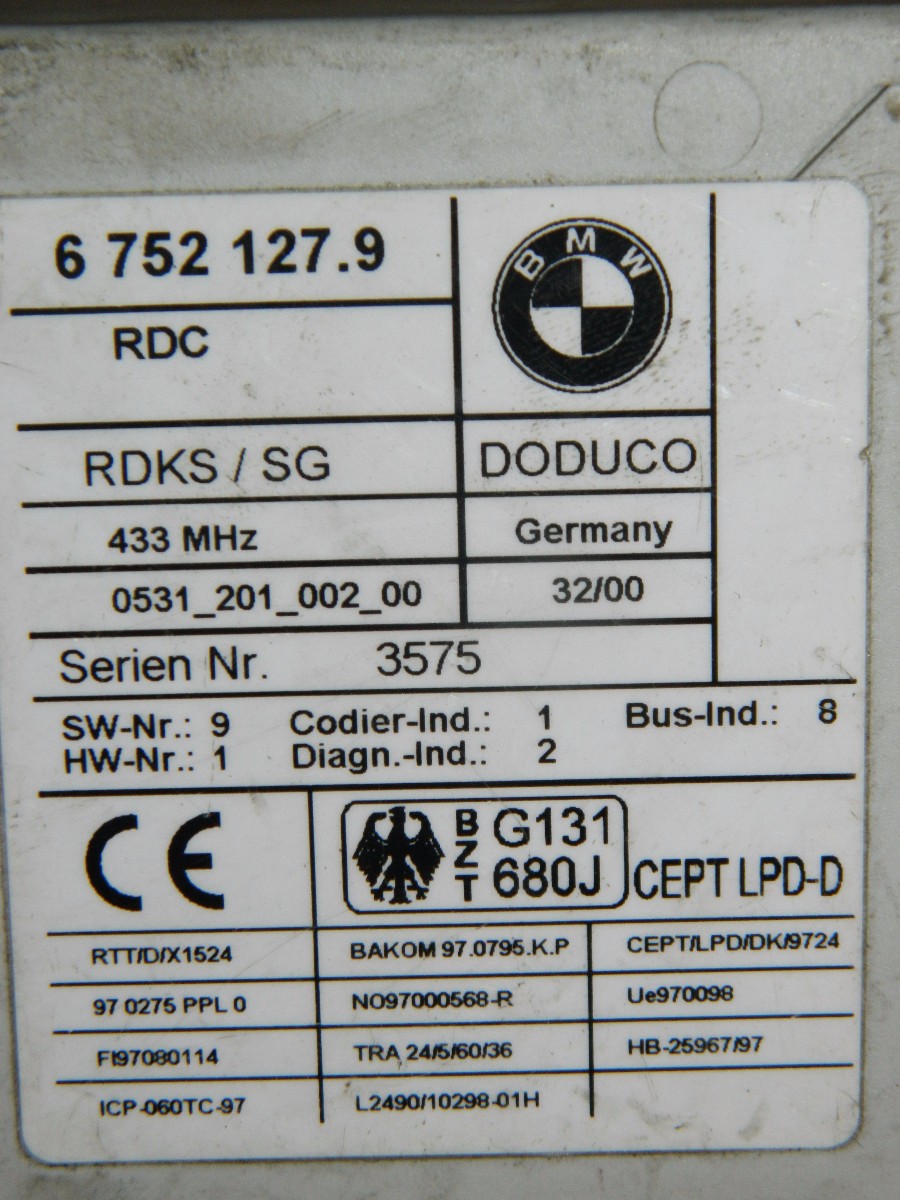 6 752 127.9
BMW
RDC
RDKS / SG
DODUCO
433 MHz
Germany
0531_201_002_00
32/00
Serien Nr. 3575
SW-Nr.: 9 Codier-Ind.: 1 Bus-Ind.: 8
HW-Nr.: 1 Diagn.-Ind.: 2
CE
BZT
G131
680J
CEPT LPD-D
RTT/D/X1524
BAKOM 97.0795.K.P
CEPT/LPD/DK/9724
97 0275 PPL 0
NO97000568-R
Ue970098
FI97080114
TRA 24/5/60/36
HB-25967/97
ICP-060TC-97
L2490/10298-01H